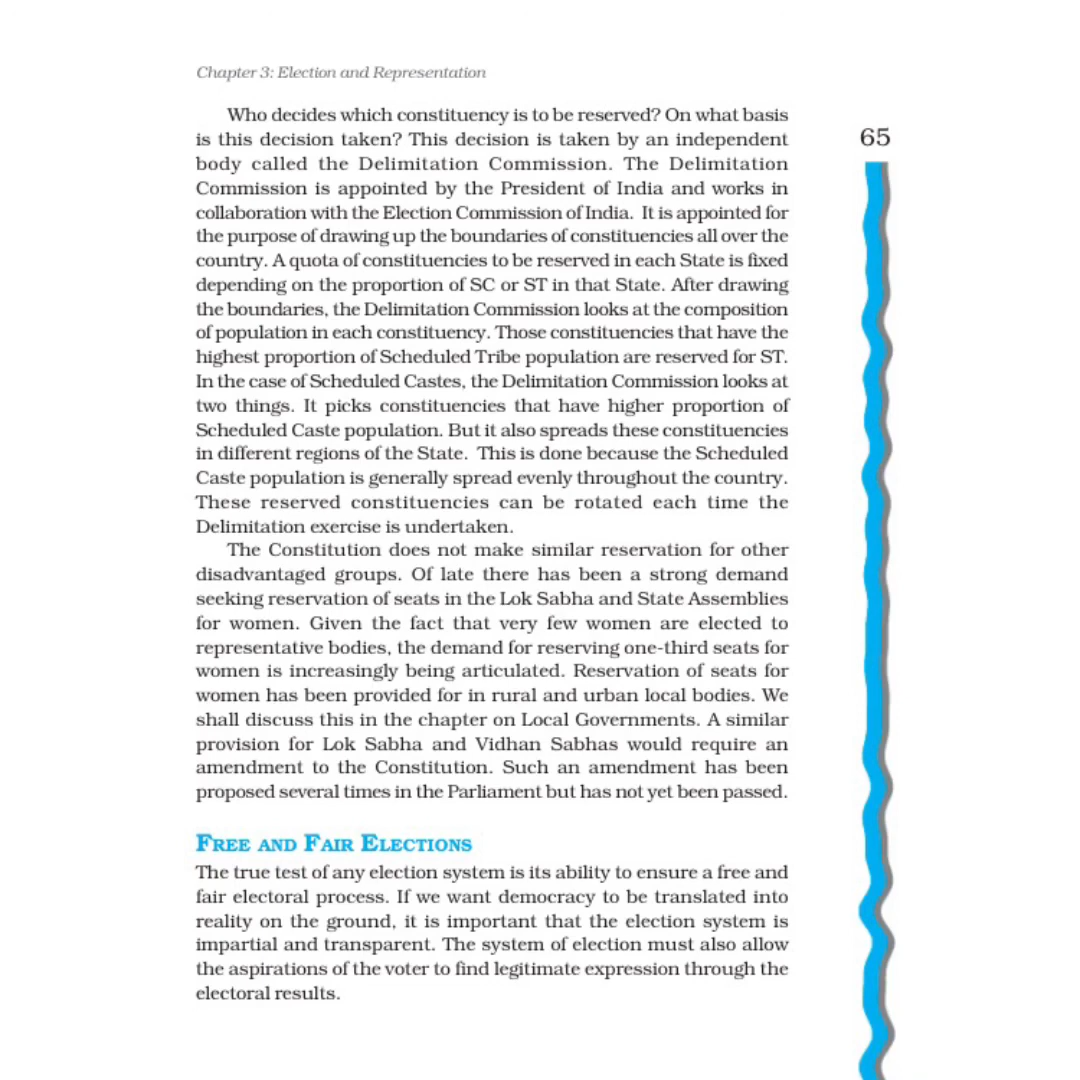 Chapter 3: Election and Representation
Who decides which constituency is to be reserved? On what basis
is this decision taken? This decision is taken by an independent
body called the Delimitation Commission. The Delimitation
Commission is appointed by the President of India and works in
collaboration with the Election Commission of India. It is appointed for
the purpose of drawing up the boundaries of constituencies all over the
country. A quota of constituencies to be reserved in each State is fixed
depending on the proportion of SC or ST in that State. After drawing
the boundaries, the Delimitation Commission looks at the composition
of population in each constituency. Those constituencies that have the
highest proportion of Scheduled Tribe population are reserved for ST.
In the case of Scheduled Castes, the Delimitation Commission looks at
two things. It picks constituencies that have higher proportion of
Scheduled Caste population. But it also spreads these constituencies
in different regions of the State. This is done because the Scheduled
Caste population is generally spread evenly throughout the country.
These reserved constituencies can be rotated each time the
Delimitation exercise is undertaken.
The Constitution does not make similar reservation for other
disadvantaged groups. Of late there has been a strong demand
seeking reservation of seats in the Lok Sabha and State Assemblies
for women. Given the fact that very few women are elected to
representative bodies, the demand for reserving one-third seats for
women is increasingly being articulated. Reservation of seats for
women has been provided for in rural and urban local bodies. We
shall discuss this in the chapter on Local Governments. A similar
provision for Lok Sabha and Vidhan Sabhas would require an
amendment to the Constitution. Such an amendment has been
proposed several times in the Parliament but has not yet been passed.
FREE AND FAIR ELECTIONS
The true test of any election system is its ability to ensure a free and
fair electoral process. If we want democracy to be translated into
reality on the ground, it is important that the election system is
impartial and transparent. The system of election must also allow
the aspirations of the voter to find legitimate expression through the
electoral results.
65